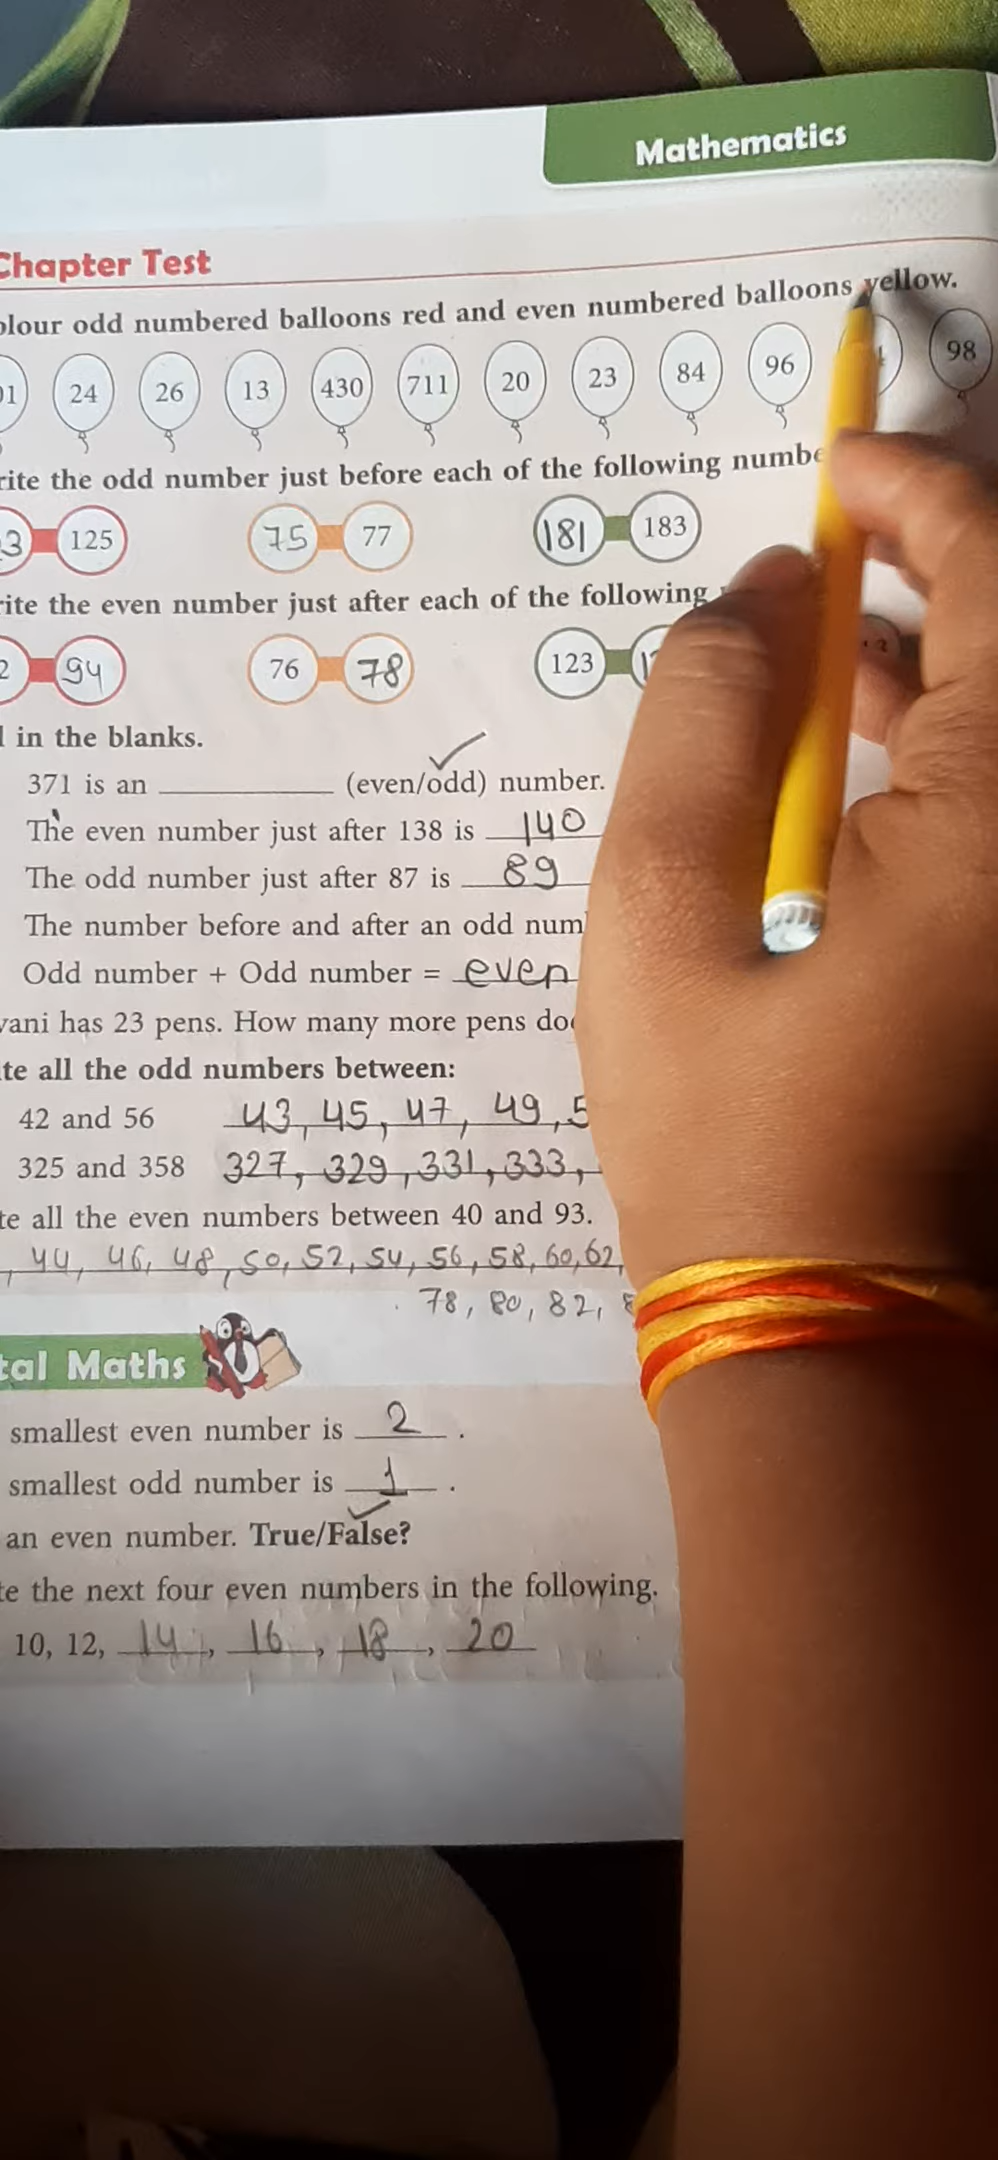 Mathematics
Chapter Test
olour odd numbered balloons red and even numbered balloons yellow.
01 24 26 13 430 711 20 23 84 96 98
rite the odd number just before each of the following numbe
3 125 75 77 181 183
rite the even number just after each of the following
2 94 76 78 123
in the blanks.
371 is an ____ (even/odd) number.
The even number just after 138 is 140
The odd number just after 87 is 89
The number before and after an odd num
Odd number + Odd number = even
vani has 23 pens. How many more pens do
te all the odd numbers between:
42 and 56 43, 45, 47, 49, 5
325 and 358 327, 329, 331, 333,
te all the even numbers between 40 and 93.
, 44, 46, 48, 50, 52, 54, 56, 58, 60, 62,
78, 80, 82, 8
tal Maths
smallest even number is 2 .
smallest odd number is 1 .
an even number. True/False?
te the next four even numbers in the following.
10, 12, 14, 16, 18, 20